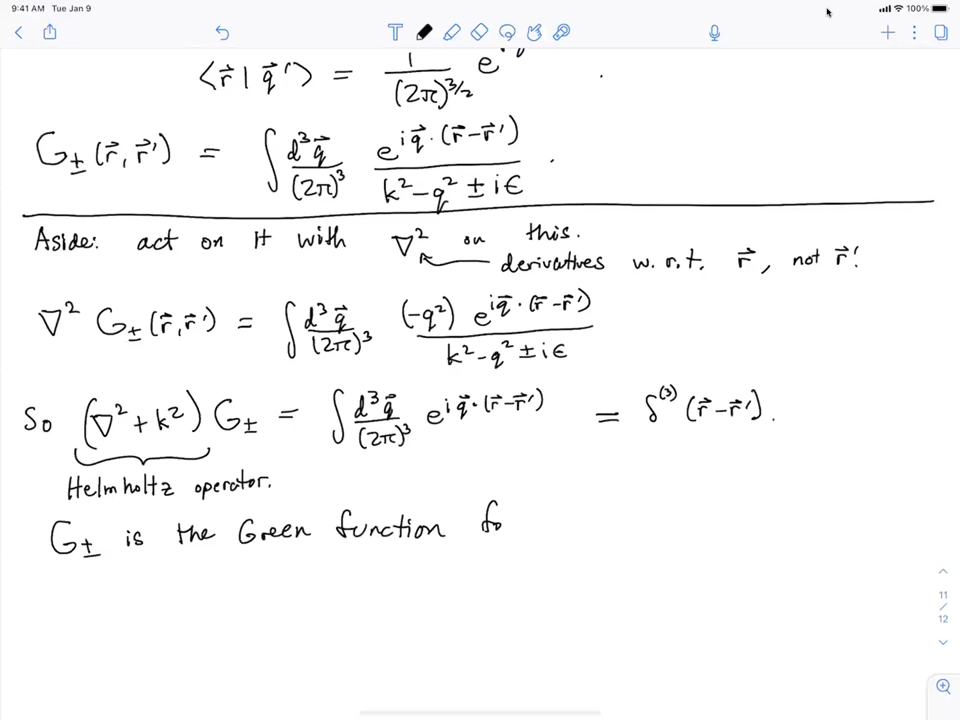 9:41 AM Tue Jan 9
100%
⟨r⃗ | q⃗'⟩ = 1/(2π)^{3/2} e^{i
G±(r⃗, r⃗') = ∫ d³q⃗/(2π)³ e^{iq⃗·(r⃗−r⃗')}/(k²−q² ± iϵ) .
Aside: act on it with ∇² on this.
derivatives w.r.t. r⃗, not r⃗'!
∇² G±(r⃗,r⃗') = ∫ d³q⃗/(2π)³ (−q²) e^{iq⃗·(r⃗−r⃗')}/(k²−q² ± iϵ)
So (∇²+k²) G± = ∫ d³q⃗/(2π)³ e^{iq⃗·(r⃗−r⃗')} = δ^{(3)}(r⃗−r⃗').
Helmholtz operator.
G± is the Green function fo
11
/
12